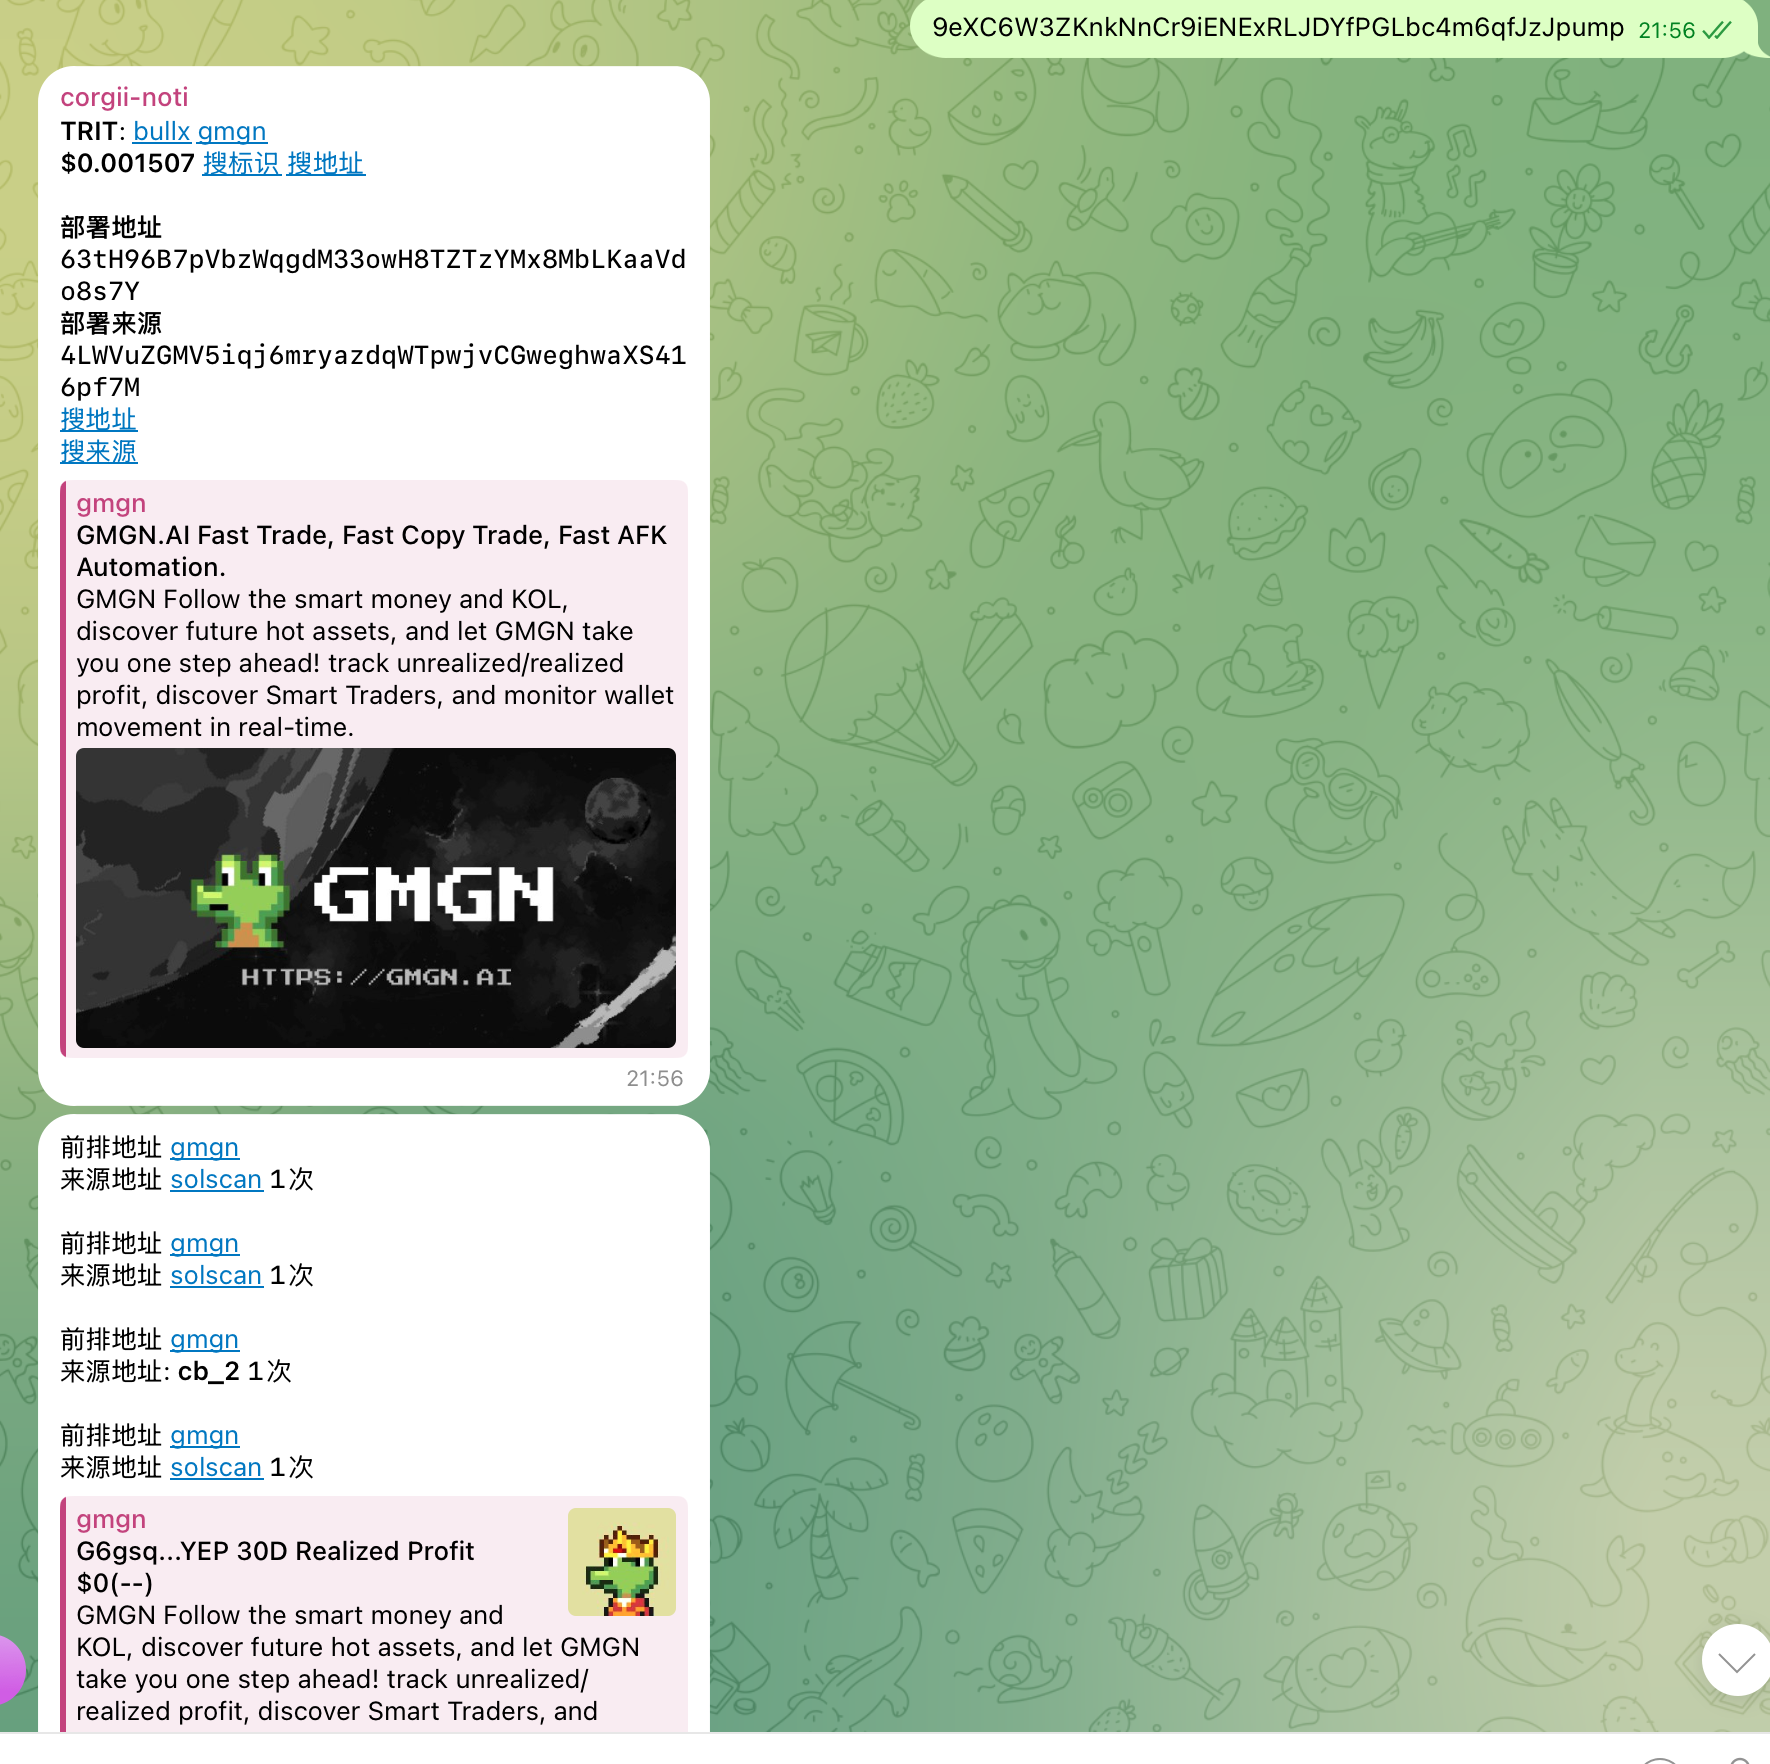 9eXC6W3ZKnkNnCr9iENExRLJDYfPGLbc4m6qfJzJpump 21:56
corgii-noti
TRIT: bullx gmgn
$0.001507 搜标识 搜地址
部署地址
63tH96B7pVbzWqgdM33owH8TZTzYMx8MbLKaaVd
o8s7Y
部署来源
4LWVuZGMV5iqj6mryazdqWTpwjvCGweghwaXS41
6pf7M
搜地址
搜来源
gmgn
GMGN.AI Fast Trade, Fast Copy Trade, Fast AFK
Automation.
GMGN Follow the smart money and KOL,
discover future hot assets, and let GMGN take
you one step ahead! track unrealized/realized
profit, discover Smart Traders, and monitor wallet
movement in real-time.
GMGN
HTTPS://GMGN.AI
21:56
前排地址 gmgn
来源地址 solscan 1次
前排地址 gmgn
来源地址 solscan 1次
前排地址 gmgn
来源地址: cb_2 1次
前排地址 gmgn
来源地址 solscan 1次
gmgn
G6gsq...YEP 30D Realized Profit
$0(--)
GMGN Follow the smart money and
KOL, discover future hot assets, and let GMGN
take you one step ahead! track unrealized/
realized profit, discover Smart Traders, and